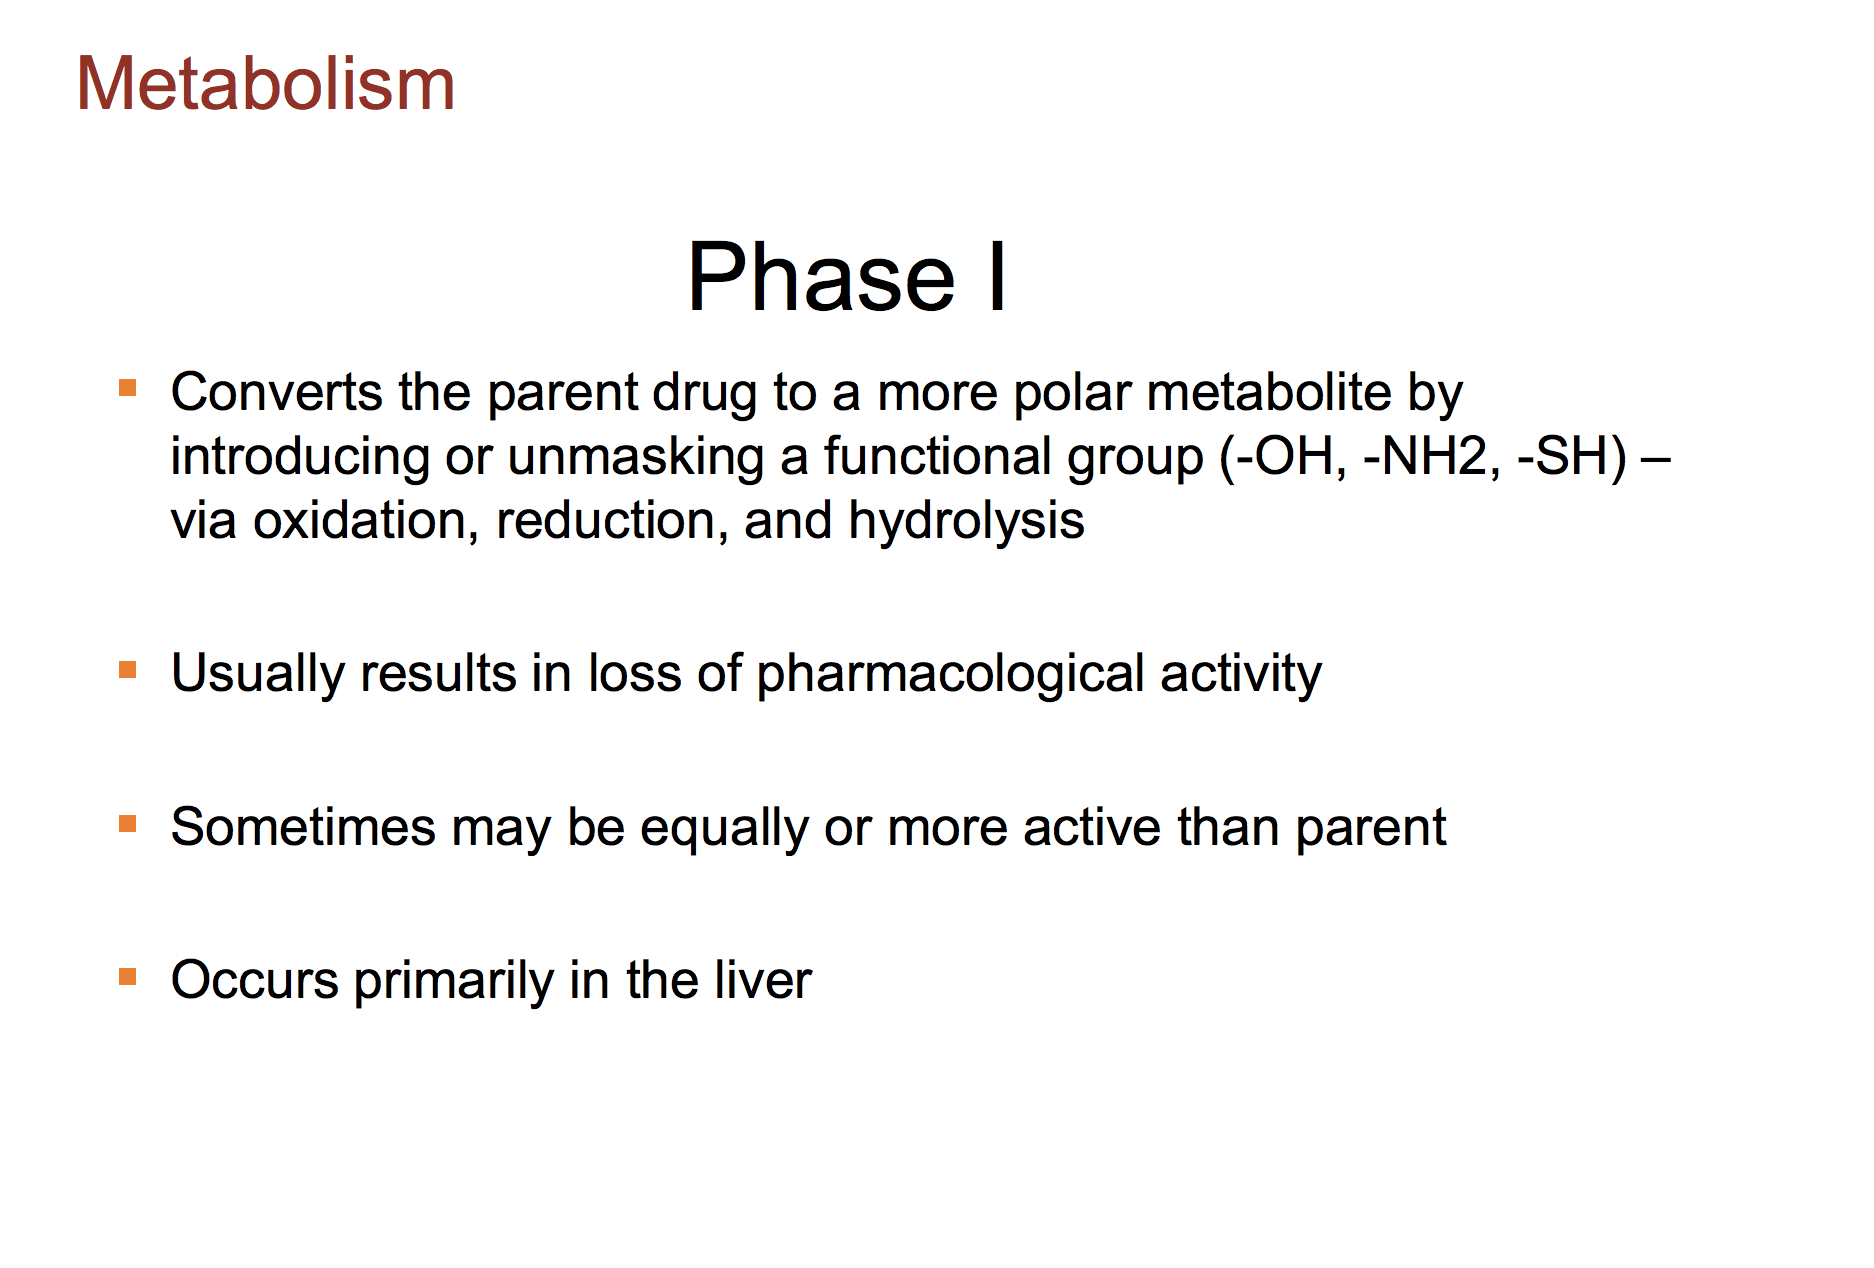 Metabolism
Phase I
▪ Converts the parent drug to a more polar metabolite by
introducing or unmasking a functional group (-OH, -NH2, -SH) –
via oxidation, reduction, and hydrolysis
▪ Usually results in loss of pharmacological activity
▪ Sometimes may be equally or more active than parent
▪ Occurs primarily in the liver